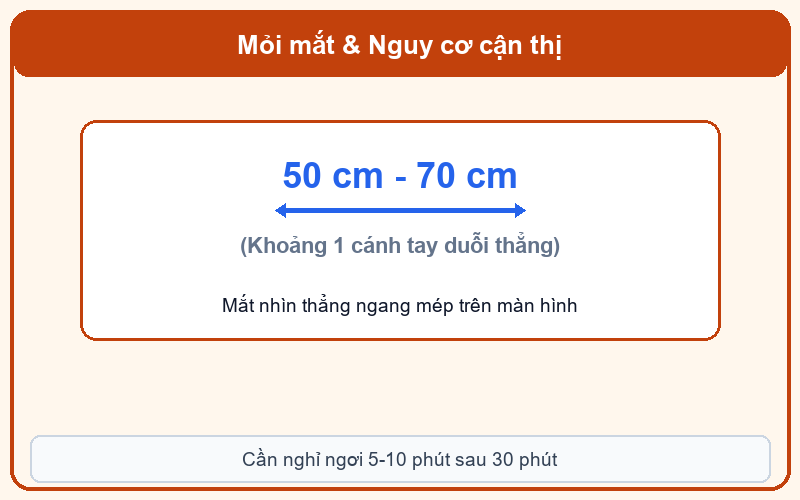 Mỏi mắt & Nguy cơ cận thị
50 cm - 70 cm
(Khoảng 1 cánh tay duỗi thẳng)
Mắt nhìn thẳng ngang mép trên màn hình
Cần nghỉ ngơi 5-10 phút sau 30 phút